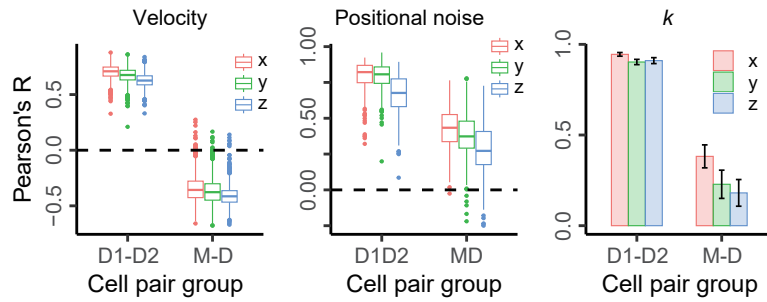 Velocity
Positional noise
k
Pearson's R
0.5
0.0
−0.5
x
y
z
D1-D2
M-D
Cell pair group
1.00
0.50
0.00
x
y
z
D1D2
MD
Cell pair group
1.0
0.5
0.0
x
y
z
D1-D2
M-D
Cell pair group